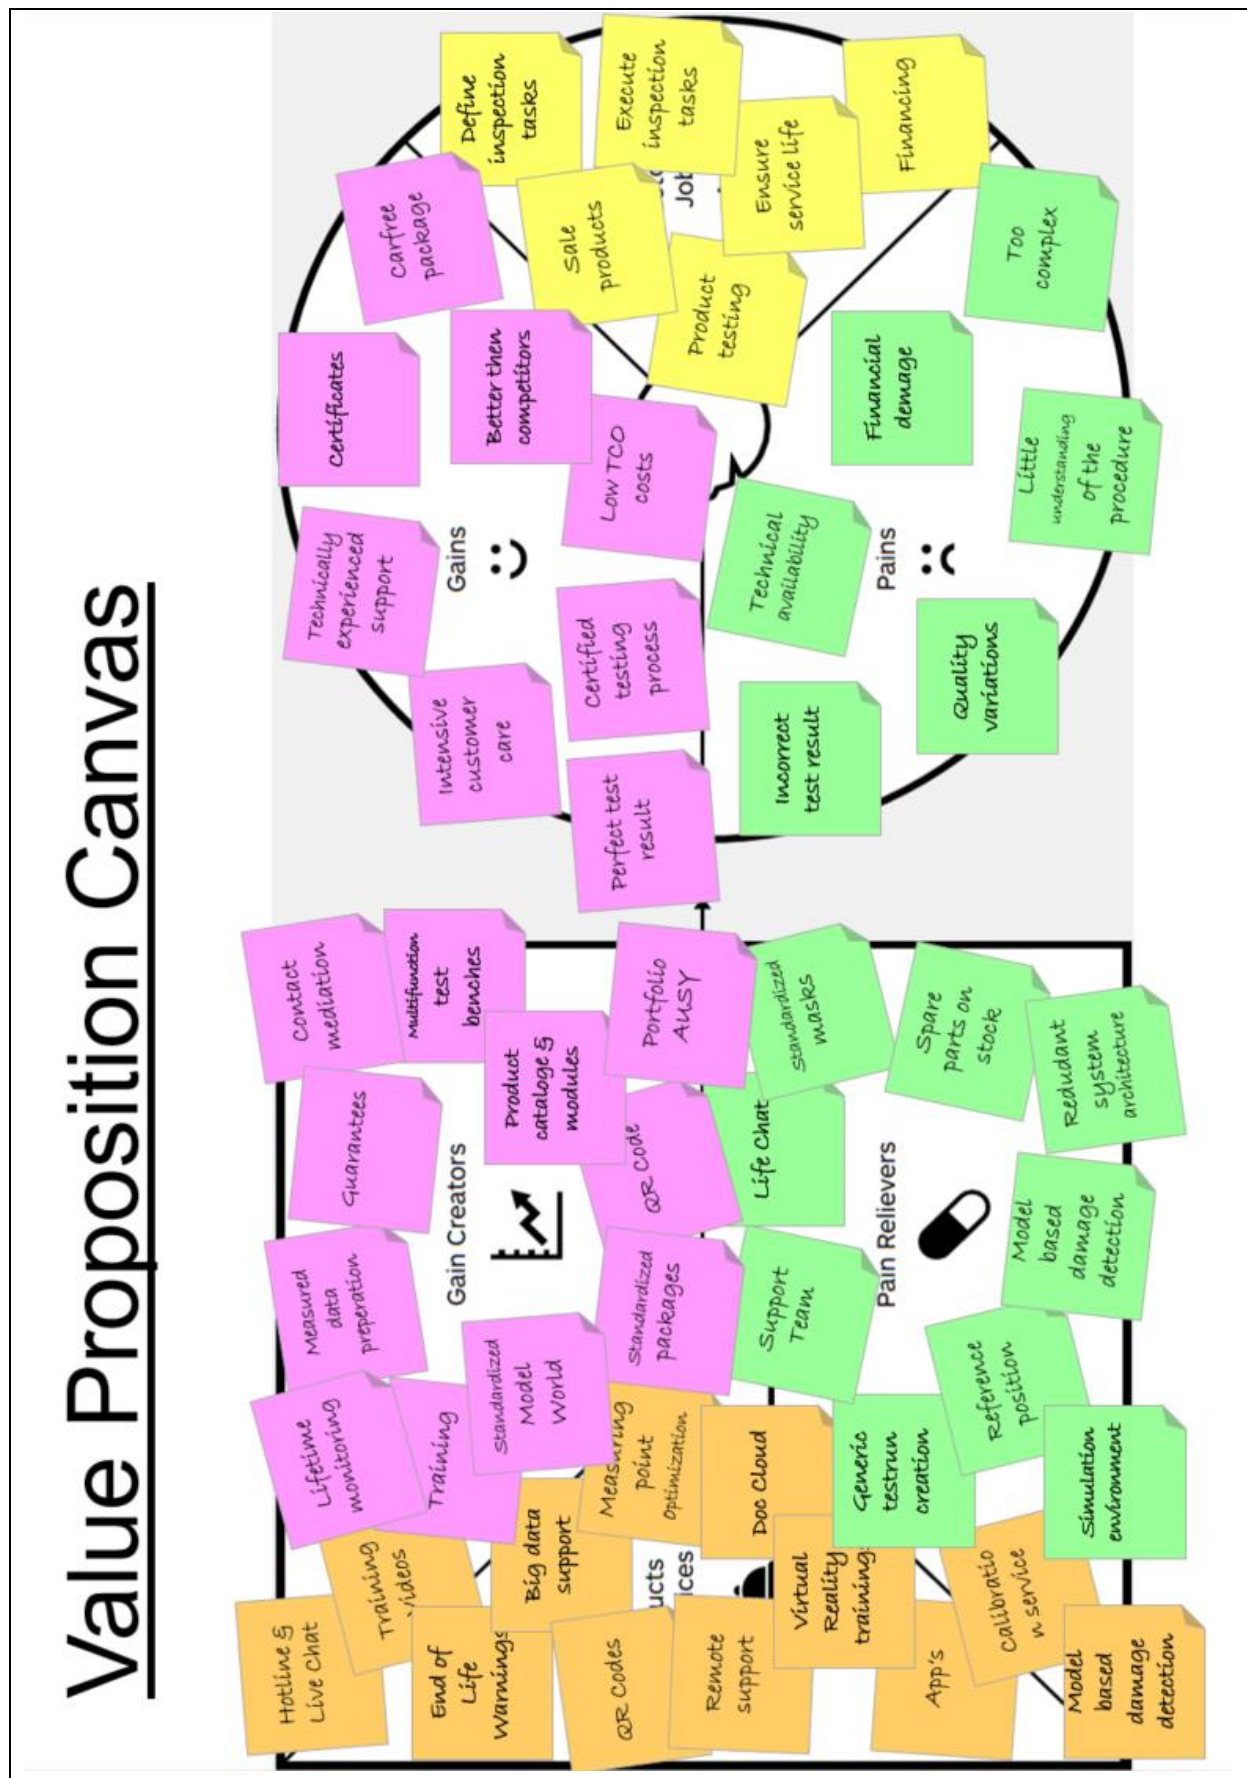 Value Proposition Canvas
Hotline &
Live Chat
Training
Videos
End of
Life
Warnings
Big data
support
QR Codes
Measuring
point
Optimization
ucts
ices
Remote
support
Doc Cloud
Virtual
Reality
trainings
App's
Calibratio
n service
Model
based
damage
detection
Lifetime
monitoring
Training
Measured
data
preperation
Standardized
Model
World
Guarantees
Contact
mediation
Multifunction
test
benches
Gain Creators
Product
cataloge &
modules
Standardized
packages
QR Code
Portfolio
AUSY
Support
Team
Life Chat
Standardized
masks
Generic
testrun
creation
Pain Relievers
Spare
parts on
stock
Reference
position
Simulation
environment
Model
based
damage
detection
Redudant
system
architecture
Technically
experienced
support
Certificates
Carfree
package
Intensive
customer
care
Gains
Better then
competitors
Perfect test
result
Certified
testing
process
Low TCO
costs
Define
inspection
tasks
Sale
products
Execute
inspection
tasks
Job
Product
testing
Ensure
service life
Financing
Incorrect
test result
Technical
availability
Financial
demage
Pains
Quality
variations
Too
complex
Little
understanding
of the
procedure